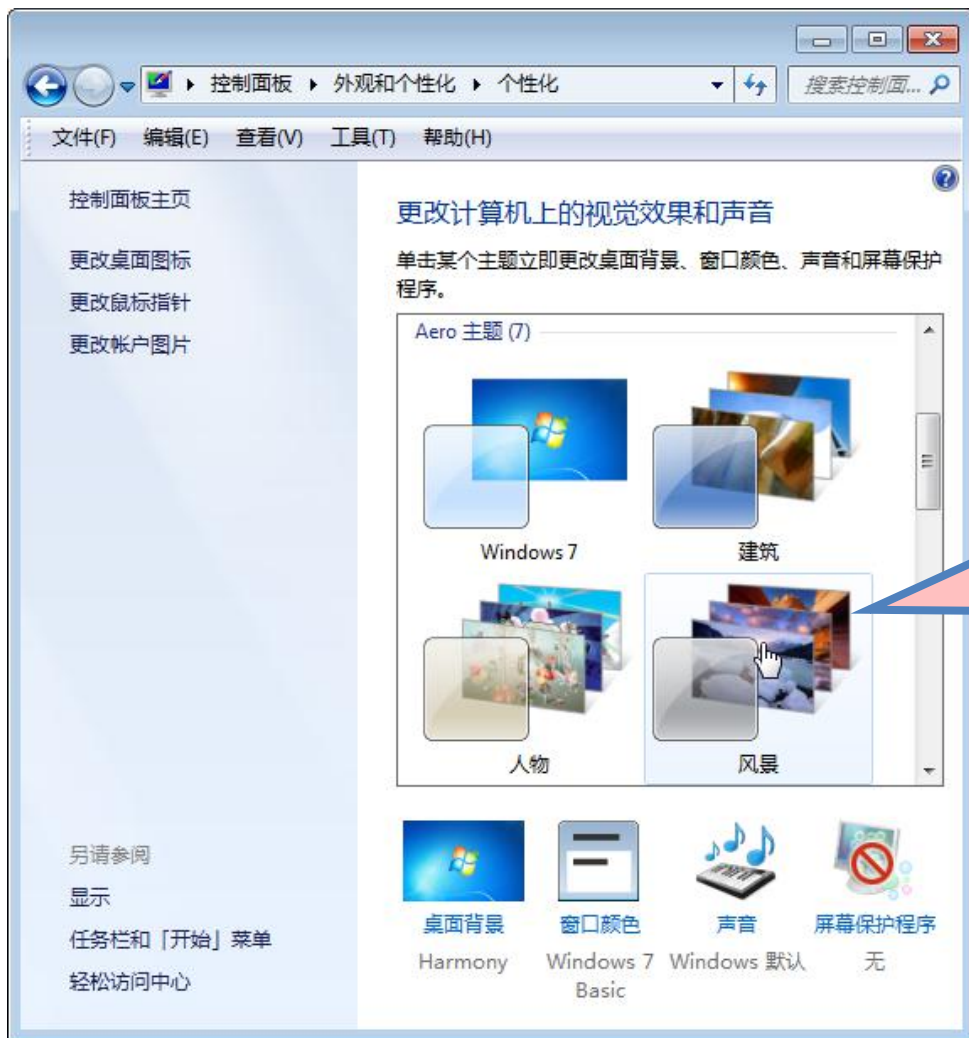 控制面板 ▸ 外观和个性化 ▸ 个性化
搜索控制面...
文件(F) 编辑(E) 查看(V) 工具(T) 帮助(H)
控制面板主页
更改桌面图标
更改鼠标指针
更改帐户图片
另请参阅
显示
任务栏和「开始」菜单
轻松访问中心
更改计算机上的视觉效果和声音
单击某个主题立即更改桌面背景、窗口颜色、声音和屏幕保护
程序。
Aero 主题 (7)
Windows 7 建筑
人物 风景
桌面背景 窗口颜色 声音 屏幕保护程序
Harmony Windows 7 Windows 默认 无
Basic